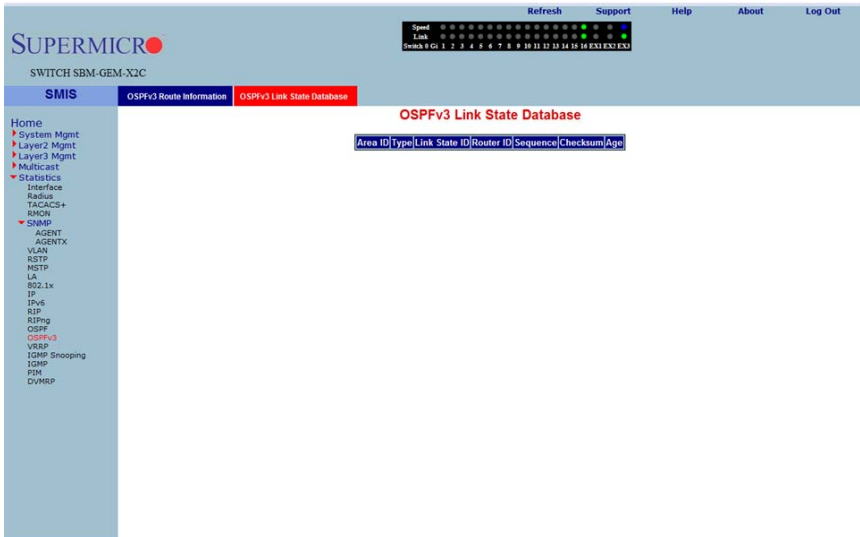 Refresh Support Help About Log Out
SUPERMICRO
SWITCH SBM-GEM-X2C
Speed
Link
Switch 0 Gi 1 2 3 4 5 6 7 8 9 10 11 12 13 14 15 16 EX1 EX2 EX3
SMIS
OSPFv3 Route Information OSPFv3 Link State Database
OSPFv3 Link State Database
Area ID Type Link State ID Router ID Sequence Checksum Age
Home
System Mgmt
Layer2 Mgmt
Layer3 Mgmt
Multicast
Statistics
Interface
Radius
TACACS+
RMON
SNMP
AGENT
AGENTX
VLAN
RSTP
MSTP
LA
802.1x
IP
IPv6
RIP
RIPng
OSPF
OSPFv3
VRRP
IGMP Snooping
IGMP
PIM
DVMRP